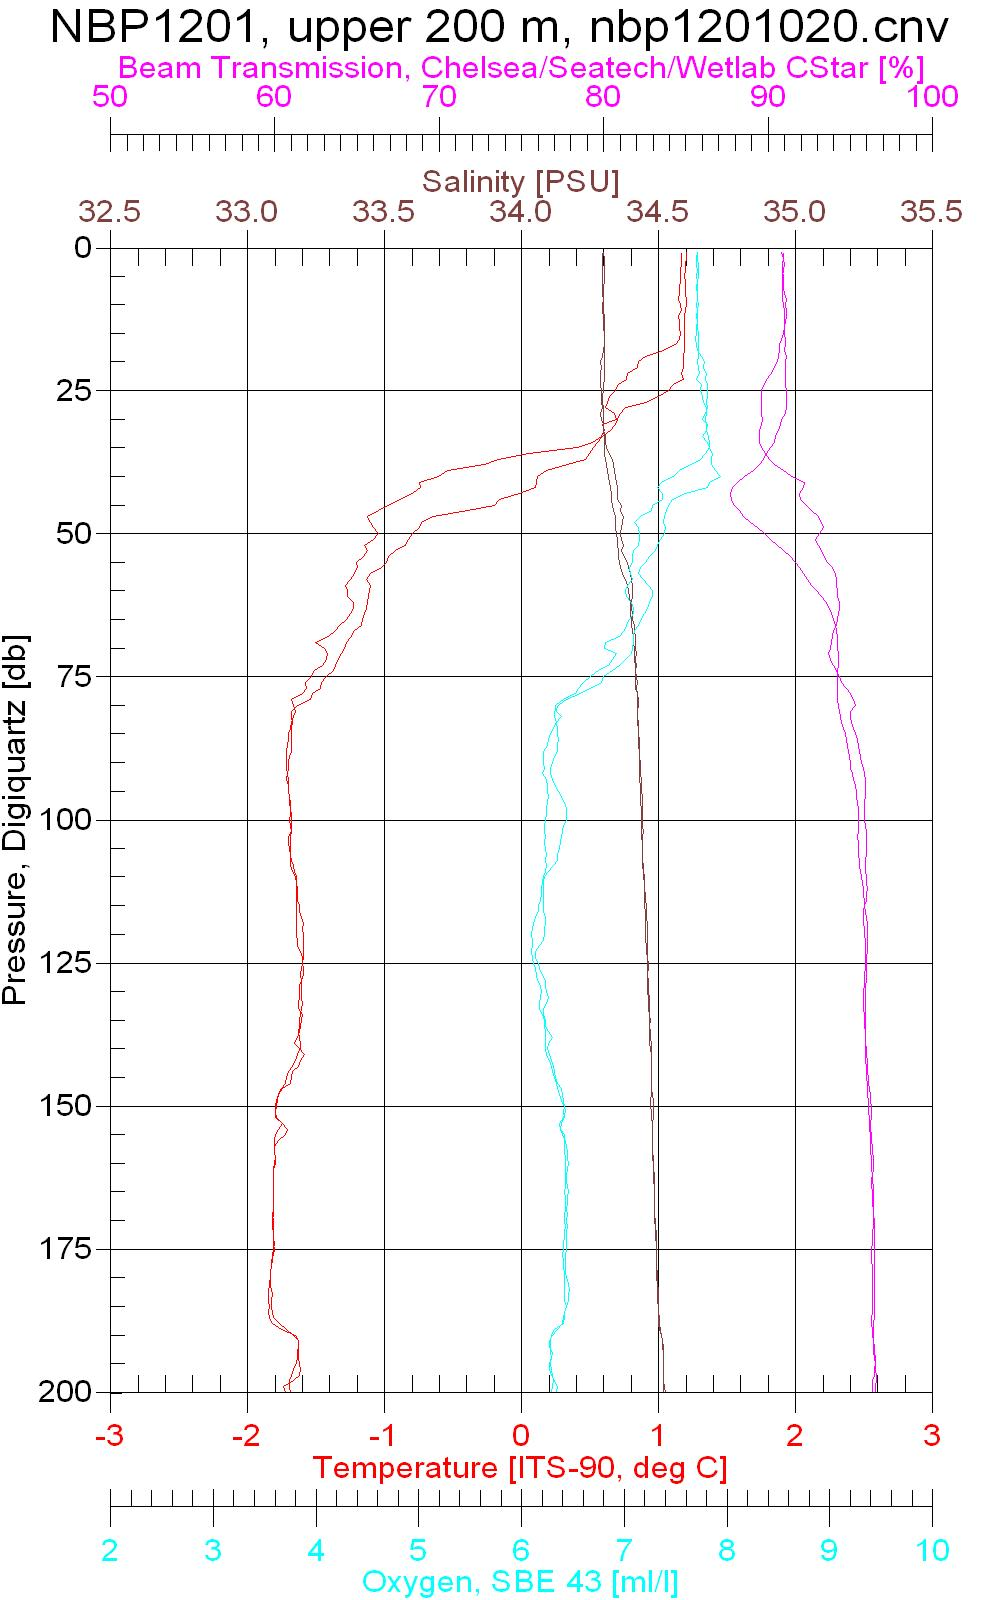 NBP1201, upper 200 m, nbp1201020.cnv
Beam Transmission, Chelsea/Seatech/Wetlab CStar [%]
50 60 70 80 90 100
Salinity [PSU]
32.5 33.0 33.5 34.0 34.5 35.0 35.5
0
25
50
75
100
125
150
175
200
Pressure, Digiquartz [db]
-3 -2 -1 0 1 2 3
Temperature [ITS-90, deg C]
2 3 4 5 6 7 8 9 10
Oxygen, SBE 43 [ml/l]